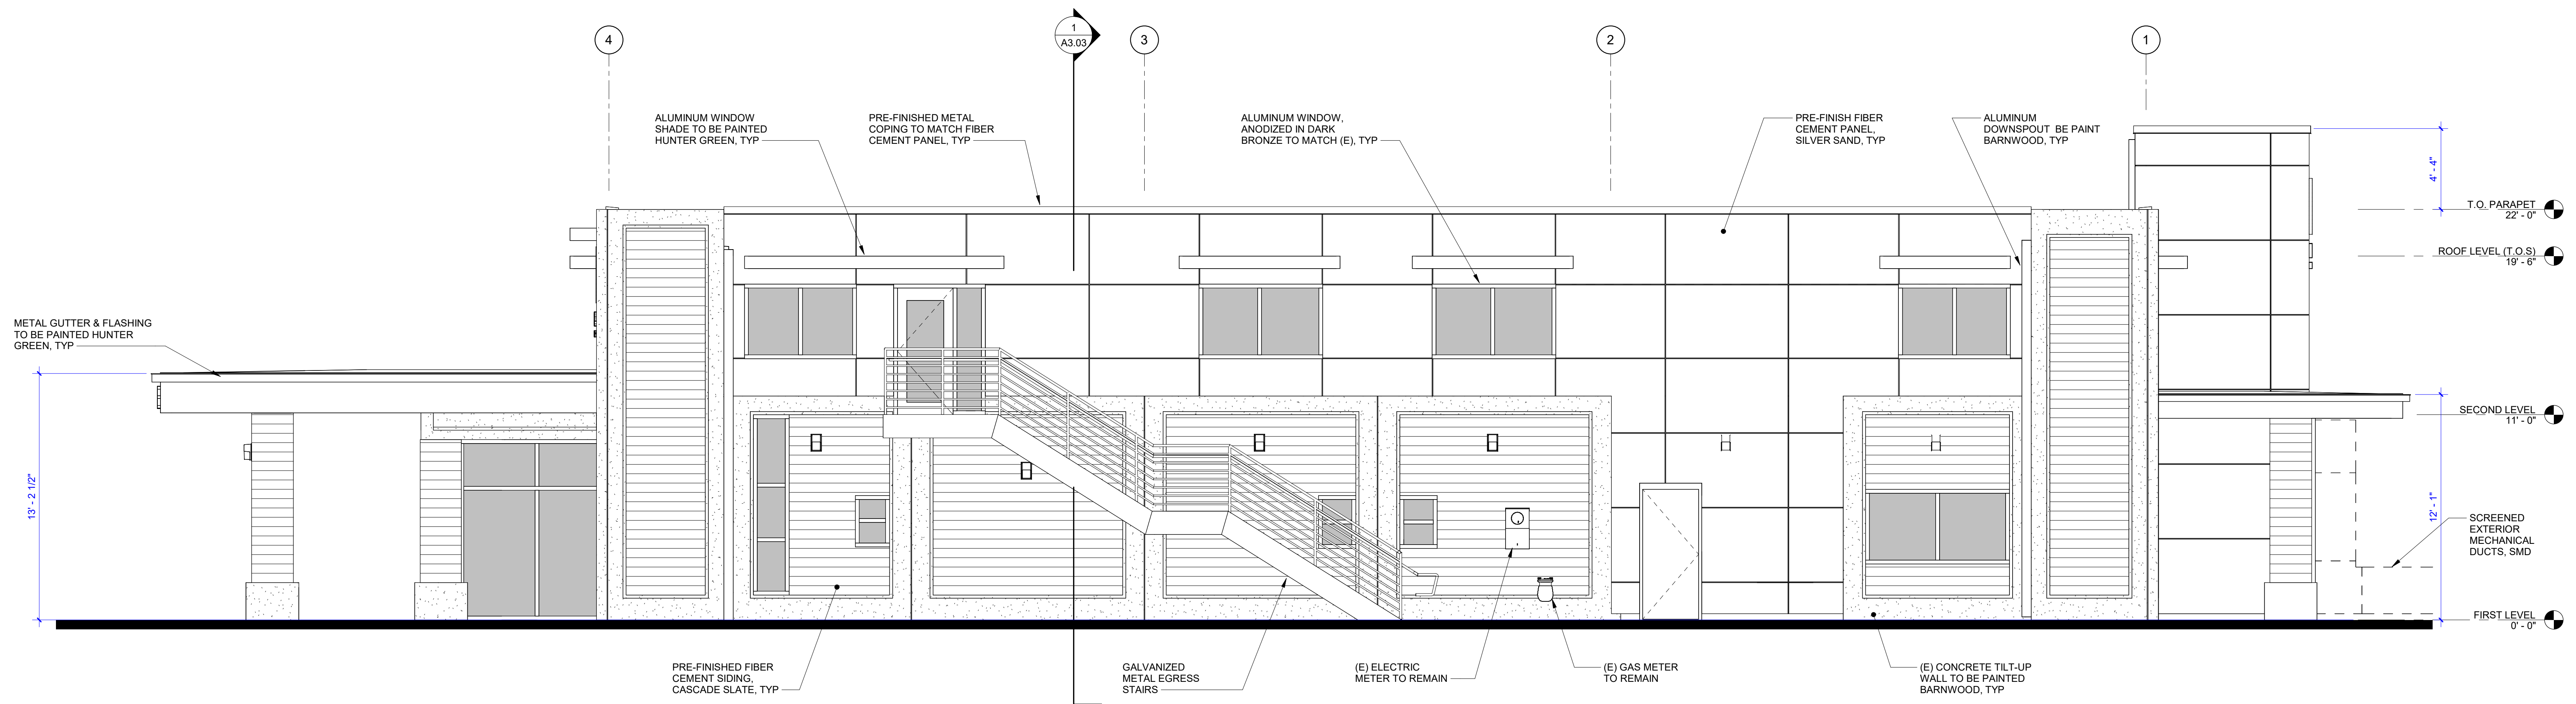 4
1
A3.03
3
2
1
ALUMINUM WINDOW
SHADE TO BE PAINTED
HUNTER GREEN, TYP
PRE-FINISHED METAL
COPING TO MATCH FIBER
CEMENT PANEL, TYP
ALUMINUM WINDOW,
ANODIZED IN DARK
BRONZE TO MATCH (E), TYP
PRE-FINISH FIBER
CEMENT PANEL,
SILVER SAND, TYP
ALUMINUM
DOWNSPOUT BE PAINT
BARNWOOD, TYP
4' - 4"
T.O. PARAPET
22' - 0"
ROOF LEVEL (T.O.S)
19' - 6"
METAL GUTTER & FLASHING
TO BE PAINTED HUNTER
GREEN, TYP
SECOND LEVEL
11' - 0"
13' - 2 1/2"
12' - 1"
SCREENED
EXTERIOR
MECHANICAL
DUCTS, SMD
FIRST LEVEL
0' - 0"
PRE-FINISHED FIBER
CEMENT SIDING,
CASCADE SLATE, TYP
GALVANIZED
METAL EGRESS
STAIRS
(E) ELECTRIC
METER TO REMAIN
(E) GAS METER
TO REMAIN
(E) CONCRETE TILT-UP
WALL TO BE PAINTED
BARNWOOD, TYP